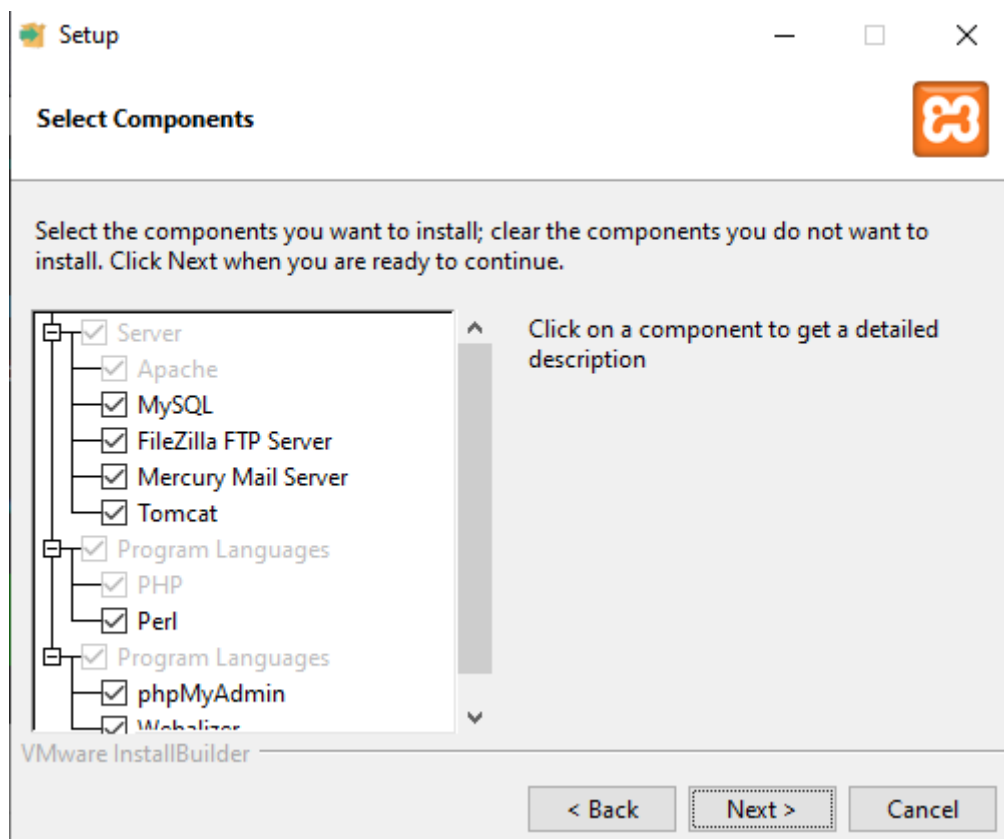 Setup
Select Components
Select the components you want to install; clear the components you do not want to
install. Click Next when you are ready to continue.
Server
Apache
MySQL
FileZilla FTP Server
Mercury Mail Server
Tomcat
Program Languages
PHP
Perl
Program Languages
phpMyAdmin
Webalizer
Click on a component to get a detailed
description
VMware InstallBuilder
< Back
Next >
Cancel